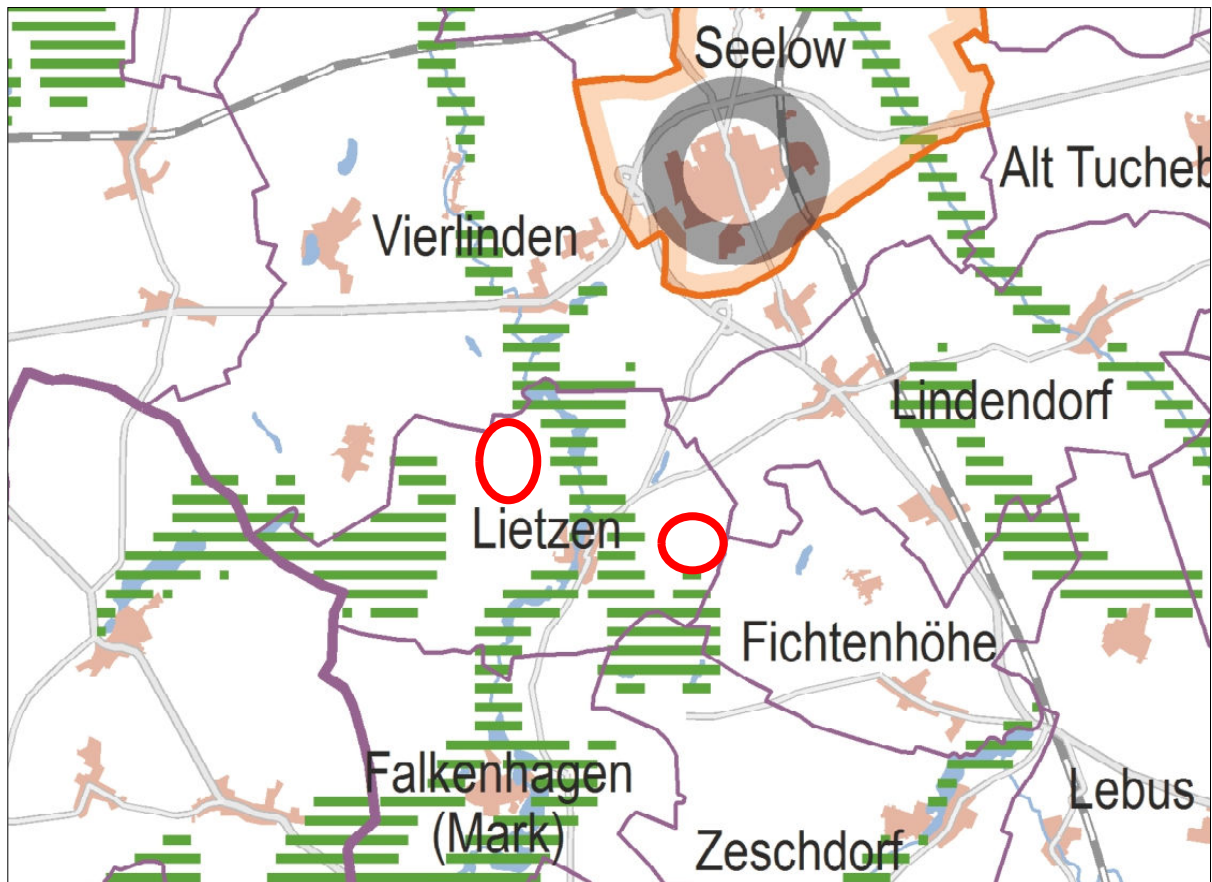 Seelow
Alt Tucheb
Vierlinden
Lindendorf
Lietzen
Fichtenhöhe
Falkenhagen
(Mark)
Lebus
Zeschdorf